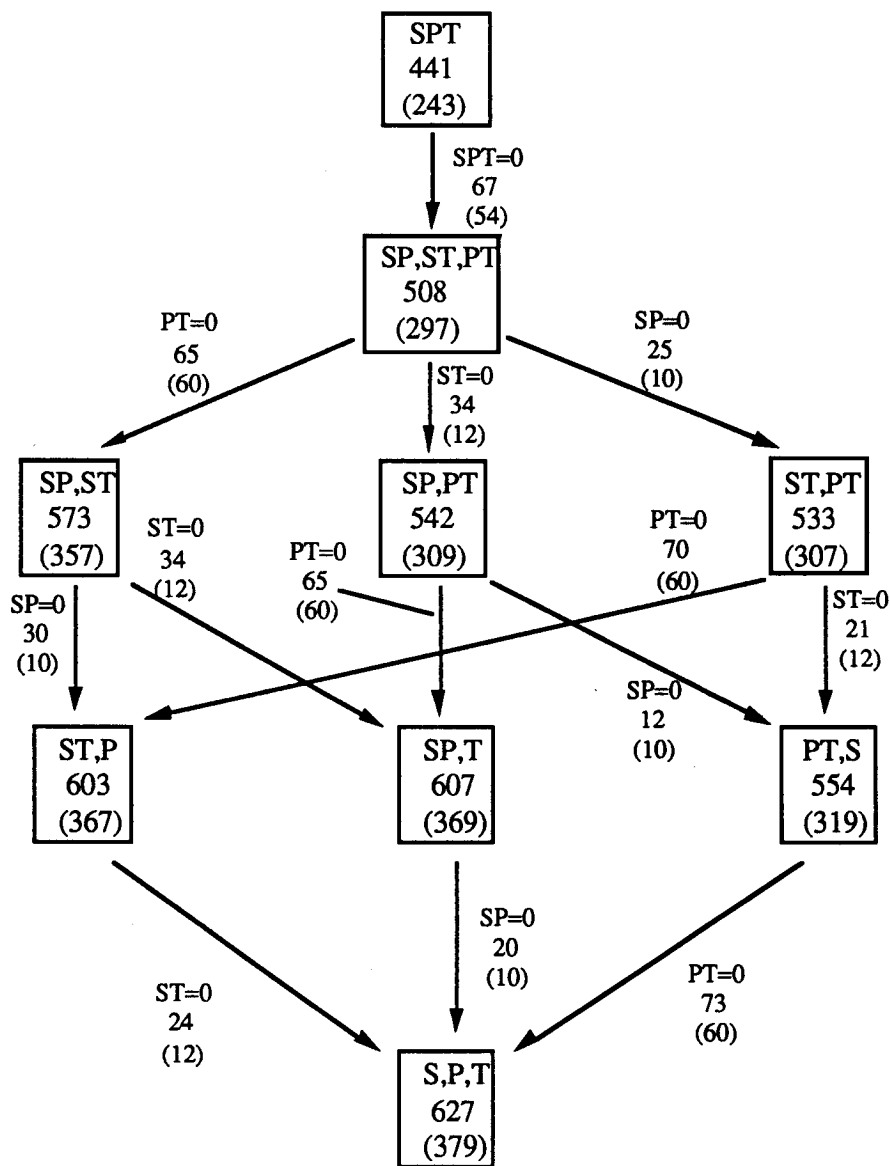 SPT
441
(243)
SPT=0
67
(54)
SP,ST,PT
508
(297)
PT=0
65
(60)
ST=0
34
(12)
SP=0
25
(10)
SP,ST
573
(357)
ST=0
34
(12)
PT=0
65
(60)
SP,PT
542
(309)
PT=0
70
(60)
ST,PT
533
(307)
SP=0
30
(10)
SP=0
12
(10)
ST=0
21
(12)
ST,P
603
(367)
SP,T
607
(369)
PT,S
554
(319)
ST=0
24
(12)
SP=0
20
(10)
PT=0
73
(60)
S,P,T
627
(379)